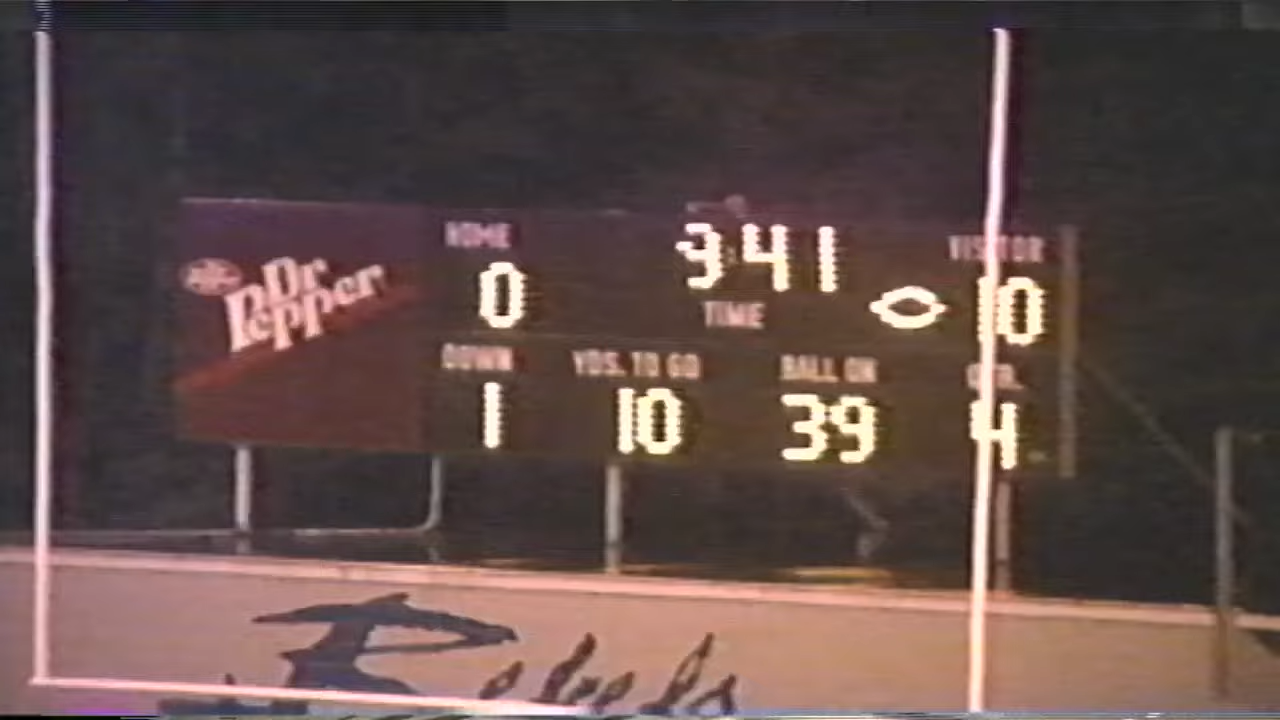 Dr
Pepper
HOME
0
3:41
TIME
VISITOR
10
DOWN
1
YDS. TO GO
10
BALL ON
39
QTR.
4
Rebels